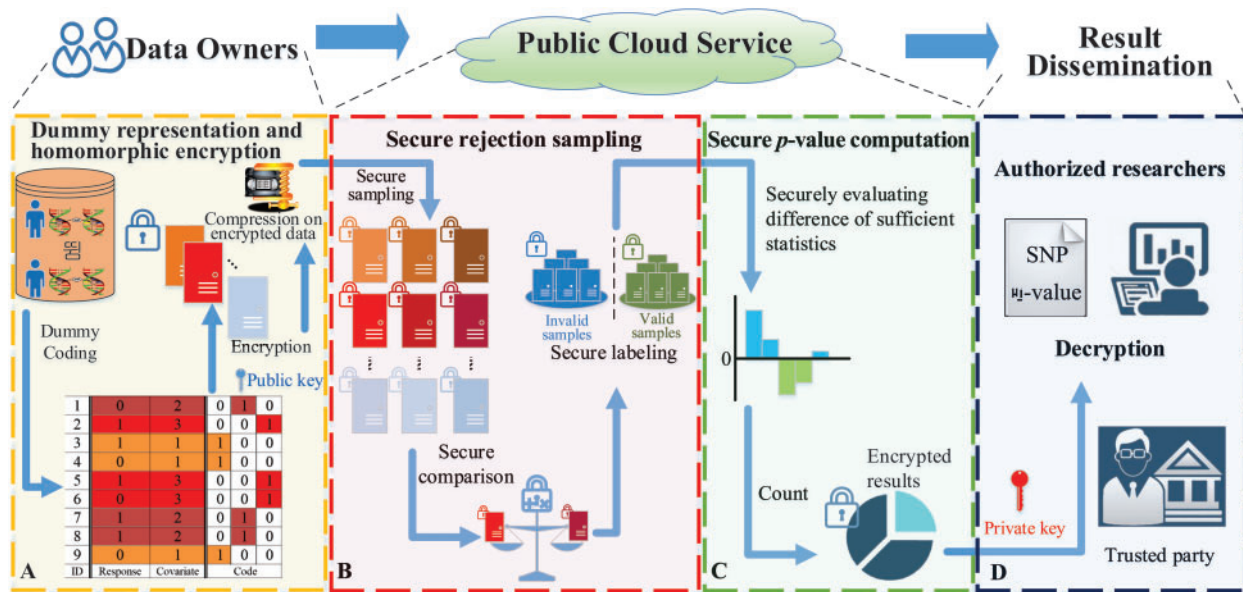 Data Owners
Public Cloud Service
Result
Dissemination
Dummy representation and
homomorphic encryption
Compression on
encrypted data
Dummy
Coding
Encryption
Public key
1 0 2 0 1 0
2 1 3 0 0 1
3 1 1 1 0 0
4 0 1 1 0 0
5 1 3 0 0 1
6 0 3 0 0 1
7 1 2 0 1 0
8 1 2 0 1 0
9 0 1 1 0 0
ID Response Covariate Code
A
Secure rejection sampling
Secure
sampling
Invalid
samples
Valid
samples
Secure labeling
Secure
comparison
B
Secure p-value computation
Securely evaluating
difference of sufficient
statistics
0
Count
Encrypted
results
C
Authorized researchers
SNP
-value
Decryption
Private key
Trusted party
D